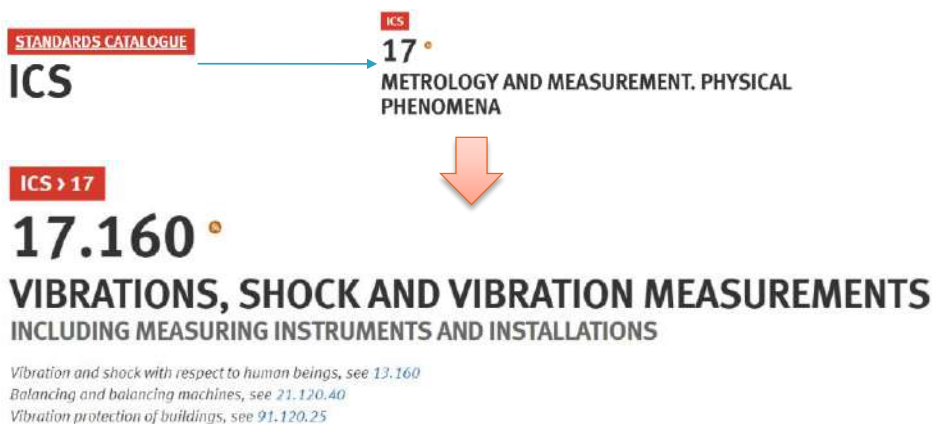 STANDARDS CATALOGUE
ICS
ICS
17
METROLOGY AND MEASUREMENT. PHYSICAL
PHENOMENA
ICS › 17
17.160
VIBRATIONS, SHOCK AND VIBRATION MEASUREMENTS
INCLUDING MEASURING INSTRUMENTS AND INSTALLATIONS
Vibration and shock with respect to human beings, see 13.160
Balancing and balancing machines, see 21.120.40
Vibration protection of buildings, see 91.120.25